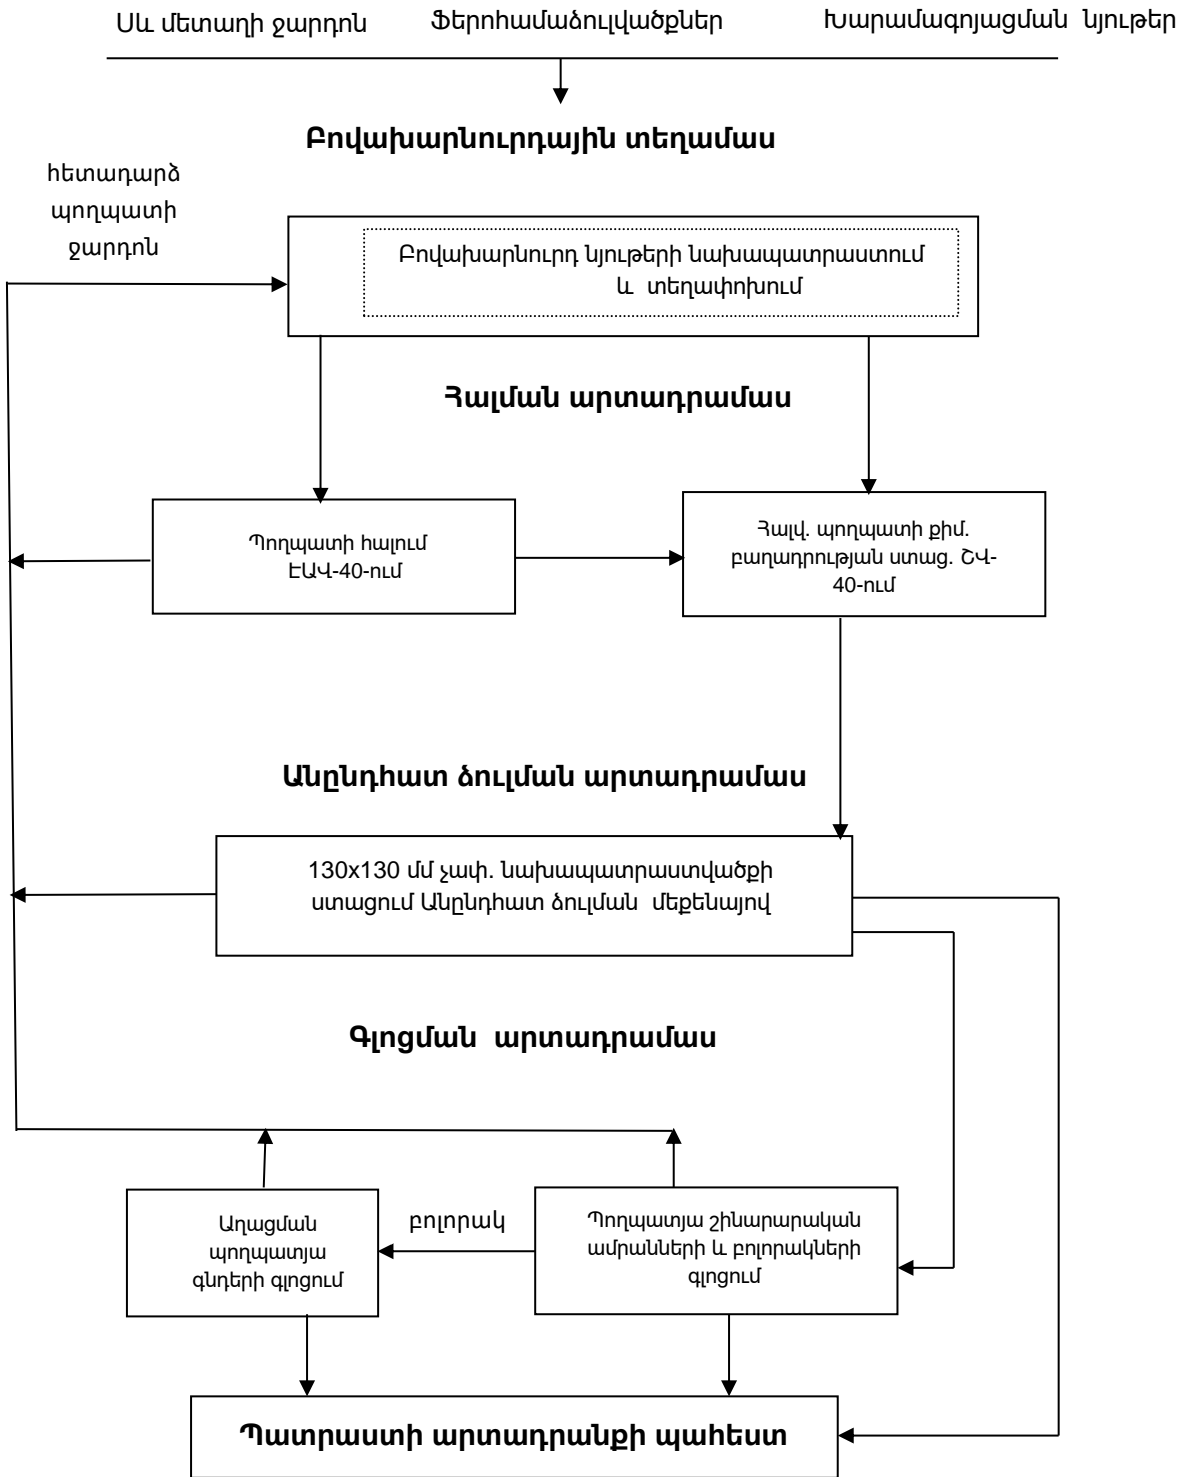 Սև մետաղի ջարդոն
Ֆերոհամաձուլվածքներ
Խարամագոյացման նյութեր
Բովախարնուրդային տեղամաս
հետադարձ
պողպատի
ջարդոն
Բովախարնուրդ նյութերի նախապատրաստում
և տեղափոխում
Հալման արտադրամաս
Պողպատի հալում
ԷԱՎ-40-ում
Հալվ. պողպատի քիմ.
բաղադրության ստաց. ՇՎ-
40-ում
Անընդհատ ձուլման արտադրամաս
130x130 մմ չափ. նախապատրաստվածքի
ստացում Անընդհատ ձուլման մեքենայով
Գլոցման արտադրամաս
Աղացման
պողպատյա
գնդերի գլոցում
բոլորակ
Պողպատյա շինարարական
ամրանների և բոլորակների
գլոցում
Պատրաստի արտադրանքի պահեստ